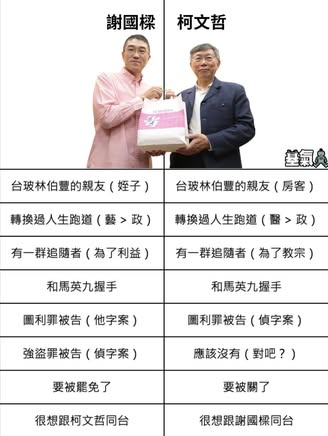 謝國樑 柯文哲
基氣人
台玻林伯豐的親友（姪子） 台玻林伯豐的親友（房客）
轉換過人生跑道（藝 > 政） 轉換過人生跑道（醫 > 政）
有一群追隨者（為了利益） 有一群追隨者（為了教宗）
和馬英九握手 和馬英九握手
圖利罪被告（他字案） 圖利罪被告（偵字案）
強盜罪被告（偵字案） 應該沒有（對吧？）
要被罷免了 要被關了
很想跟柯文哲同台 很想跟謝國樑同台